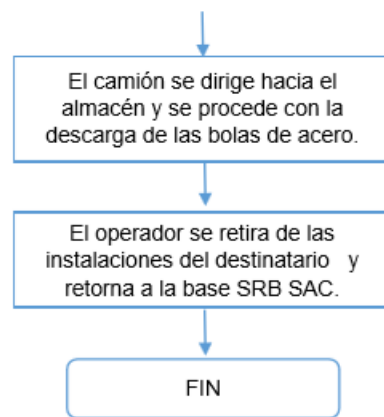 El camión se dirige hacia el
almacén y se procede con la
descarga de las bolas de acero.
El operador se retira de las
instalaciones del destinatario y
retorna a la base SRB SAC.
FIN